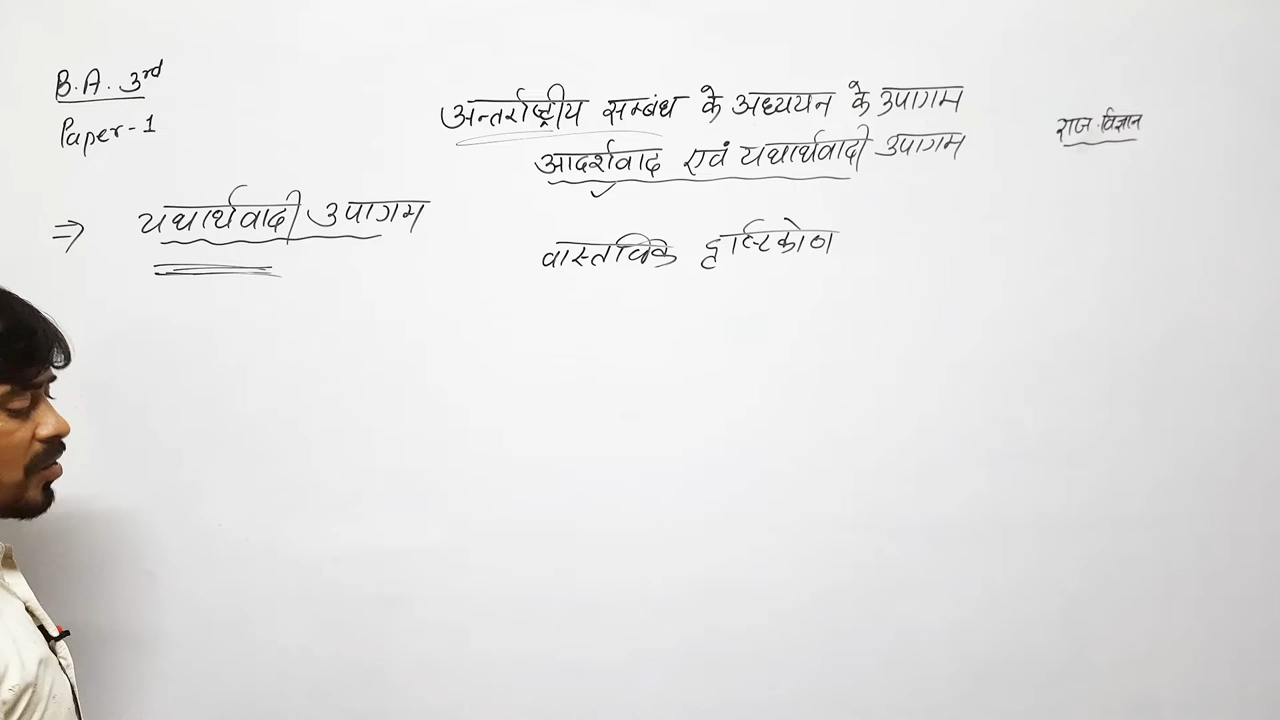 B.A. 3rd
Paper-1
अन्तर्राष्ट्रीय सम्बंध के अध्ययन के उपागम
आदर्शवाद एवं यथार्थवादी उपागम
राज. विज्ञान
⇒ यथार्थवादी उपागम
वास्तविक दृष्टिकोण